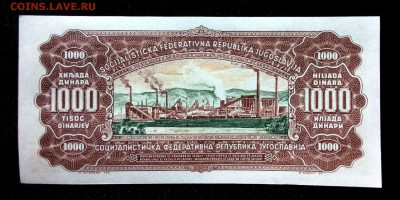 COINS.LAVE.RU
1000
SOCIJALISTIČKA FEDERATIVNA REPUBLIKA JUGOSLAVIJA
1000
ХИЉАДА
ДИНАРА
HILJADA
DINARA
1000
1000
TISOČ
DINARJEV
ИЛЈАДА
ДИНАРИ
1000
СОЦИЈАЛИСТИЧКА ФЕДЕРАТИВНА РЕПУБЛИКА ЈУГОСЛАВИЈА
1000